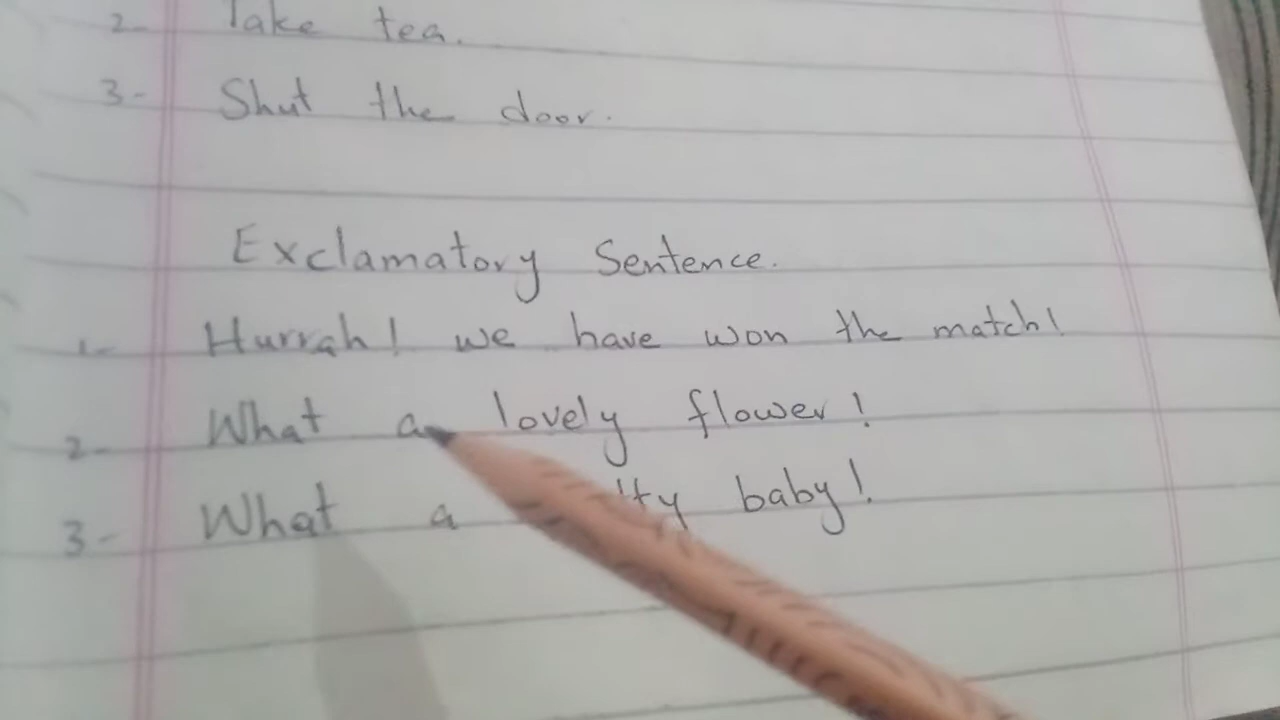 2- Take tea.
3- Shut the door.
Exclamatory Sentence.
1- Hurrah! we have won the match!
2- What a lovely flower!
3- What a baby!